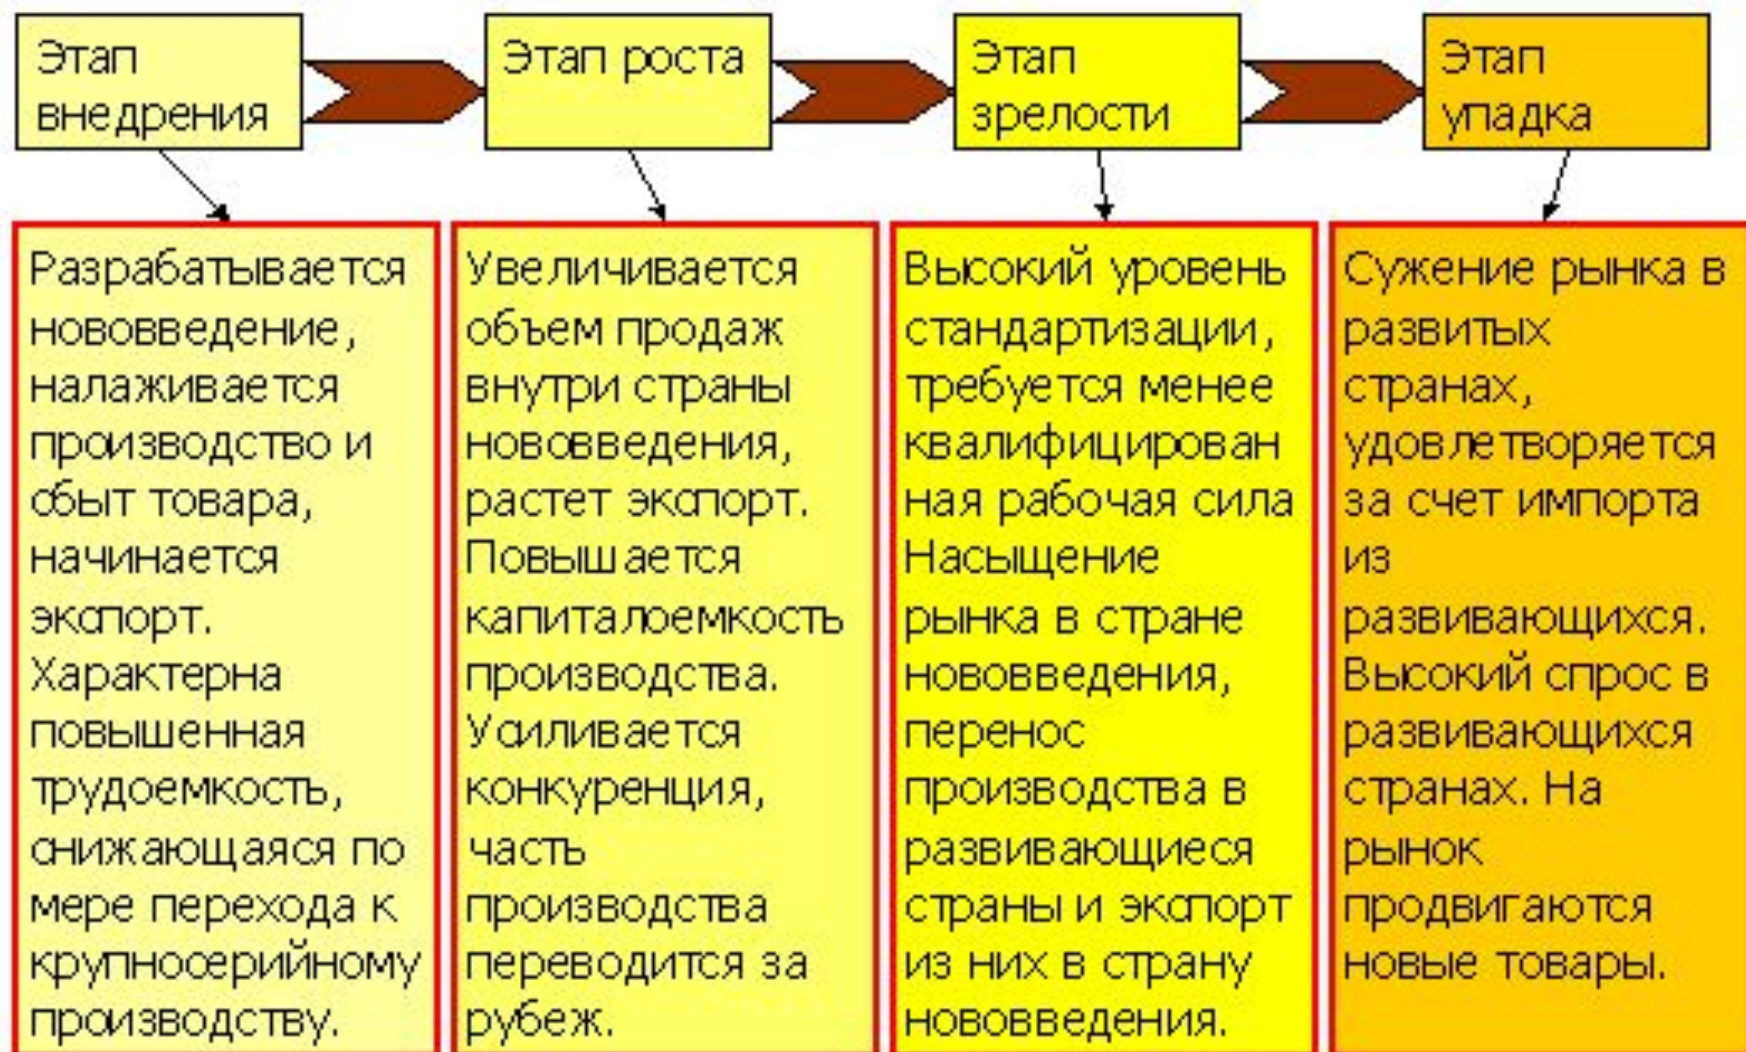 Этап
внедрения
Этап роста
Этап
зрелости
Этап
упадка
Разрабатывается
нововведение,
налаживается
производство и
сбыт товара,
начинается
экспорт.
Характерна
повышенная
трудоемкость,
снижающаяся по
мере перехода к
крупносерийному
производству.
Увеличивается
объем продаж
внутри страны
нововведения,
растет экспорт.
Повышается
капиталоемкость
производства.
Усиливается
конкуренция,
часть
производства
переводится за
рубеж.
Высокий уровень
стандартизации,
требуется менее
квалифицирован
ная рабочая сила
Насыщение
рынка в стране
нововведения,
перенос
производства в
развивающиеся
страны и экспорт
из них в страну
нововведения.
Сужение рынка в
развитых
странах,
удовлетворяется
за счет импорта
из
развивающихся.
Высокий спрос в
развивающихся
странах. На
рынок
продвигаются
новые товары.